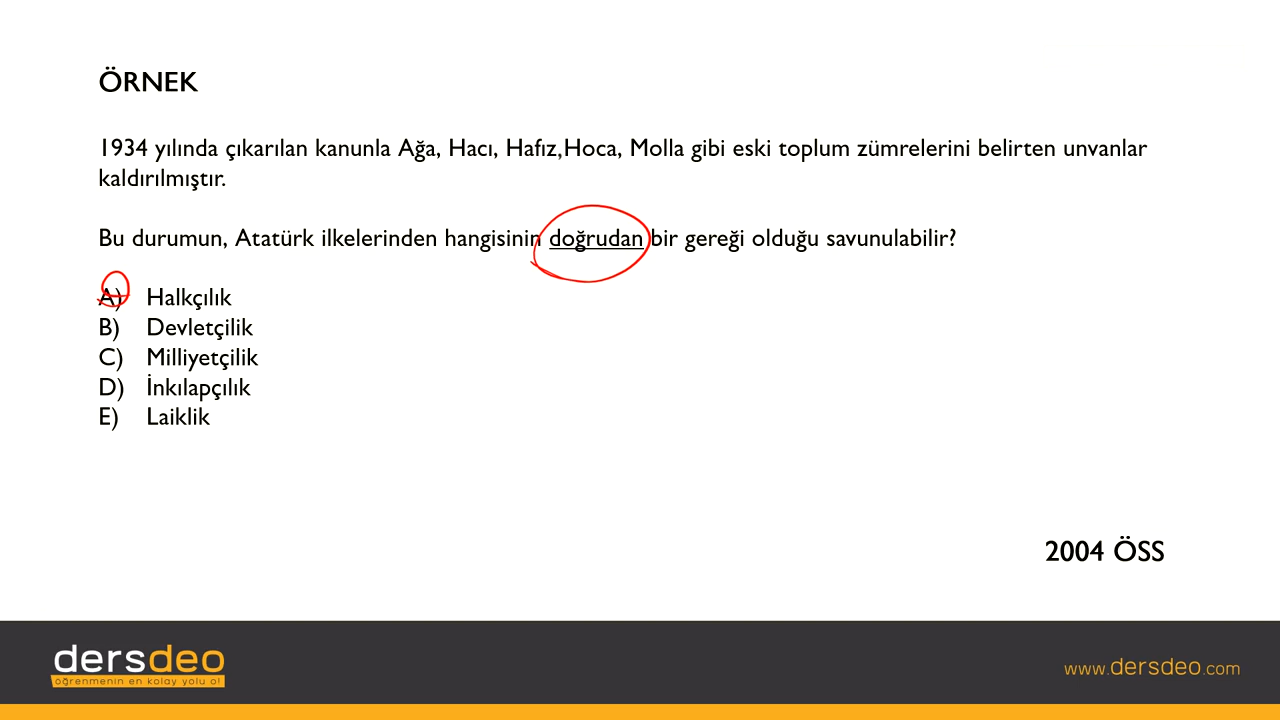 ÖRNEK
1934 yılında çıkarılan kanunla Ağa, Hacı, Hafız,Hoca, Molla gibi eski toplum zümrelerini belirten unvanlar
kaldırılmıştır.
Bu durumun, Atatürk ilkelerinden hangisinin doğrudan bir gereği olduğu savunulabilir?
A) Halkçılık
B) Devletçilik
C) Milliyetçilik
D) İnkılapçılık
E) Laiklik
2004 ÖSS
dersdeo
öğrenmenin en kolay yolu o!
www.dersdeo.com